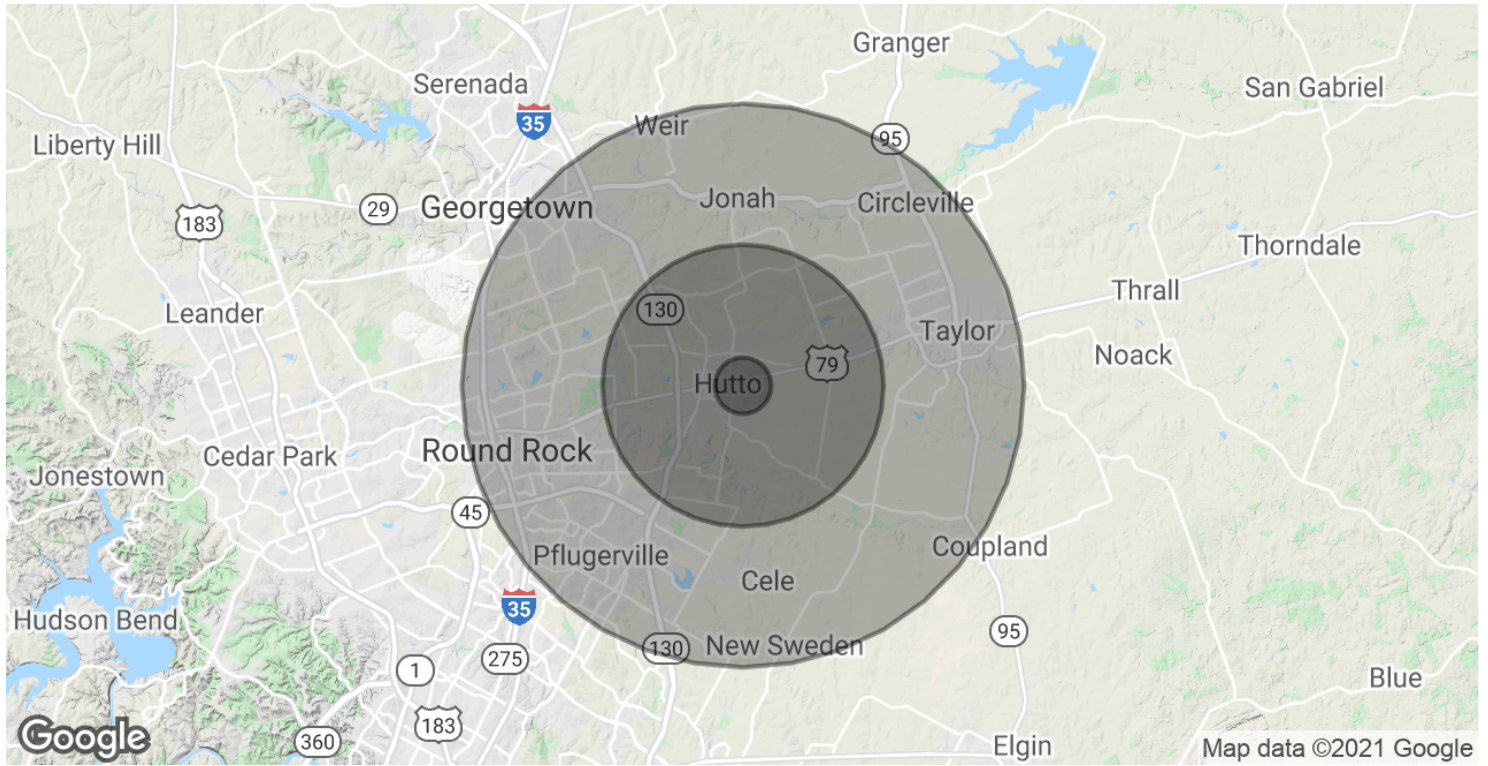 Granger
Serenada
San Gabriel
35
Weir
95
Liberty Hill
Jonah
Circleville
29
Georgetown
183
Thorndale
Thrall
130
Leander
Taylor
Noack
79
Hutto
Round Rock
Cedar Park
Jonestown
45
Coupland
Pflugerville
Cele
35
Hudson Bend
95
New Sweden
130
275
1
Blue
183
Google
360
Elgin
Map data ©2021 Google